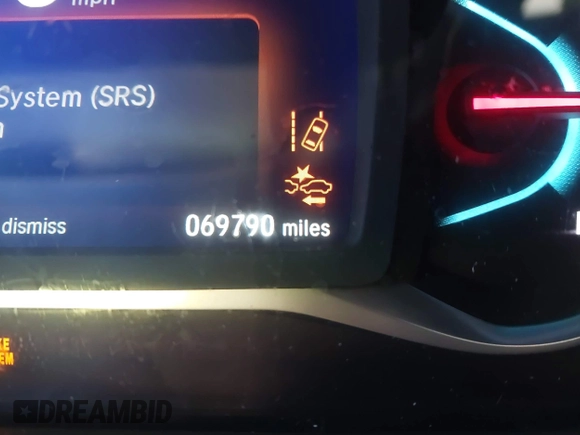 mph
System (SRS)
dismiss
069790 miles
DREAMBID